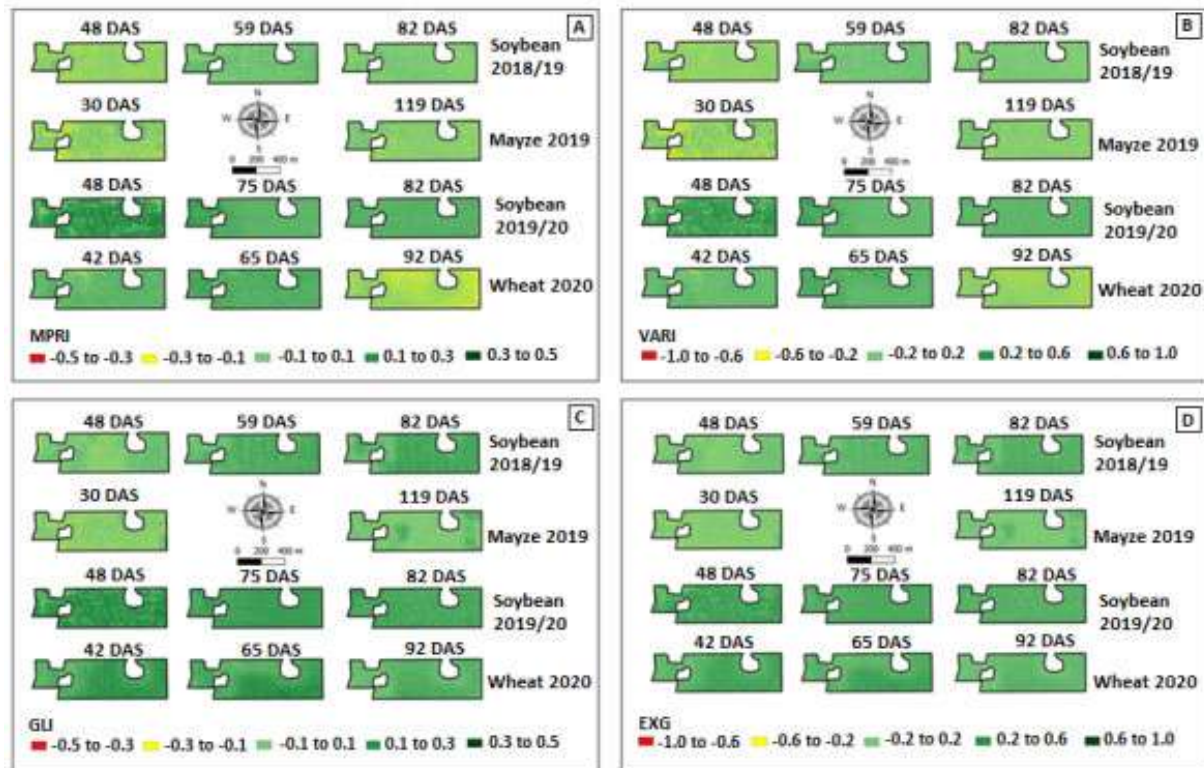 48 DAS 59 DAS 82 DAS A
Soybean
2018/19
30 DAS 119 DAS
N
W E
S
Mayze 2019
0 200 400 m
48 DAS 75 DAS 82 DAS
Soybean
2019/20
42 DAS 65 DAS 92 DAS
Wheat 2020
MPRI
-0.5 to -0.3 -0.3 to -0.1 -0.1 to 0.1 0.1 to 0.3 0.3 to 0.5
48 DAS 59 DAS 82 DAS B
Soybean
2018/19
30 DAS 119 DAS
N
W E
S
Mayze 2019
0 200 400 m
48 DAS 75 DAS 82 DAS
Soybean
2019/20
42 DAS 65 DAS 92 DAS
Wheat 2020
VARI
-1.0 to -0.6 -0.6 to -0.2 -0.2 to 0.2 0.2 to 0.6 0.6 to 1.0
48 DAS 59 DAS 82 DAS C
Soybean
2018/19
30 DAS 119 DAS
N
W E
S
Mayze 2019
0 200 400 m
48 DAS 75 DAS 82 DAS
Soybean
2019/20
42 DAS 65 DAS 92 DAS
Wheat 2020
GLI
-0.5 to -0.3 -0.3 to -0.1 -0.1 to 0.1 0.1 to 0.3 0.3 to 0.5
48 DAS 59 DAS 82 DAS D
Soybean
2018/19
30 DAS 119 DAS
N
W E
S
Mayze 2019
0 200 400 m
48 DAS 75 DAS 82 DAS
Soybean
2019/20
42 DAS 65 DAS 92 DAS
Wheat 2020
EXG
-1.0 to -0.6 -0.6 to -0.2 -0.2 to 0.2 0.2 to 0.6 0.6 to 1.0